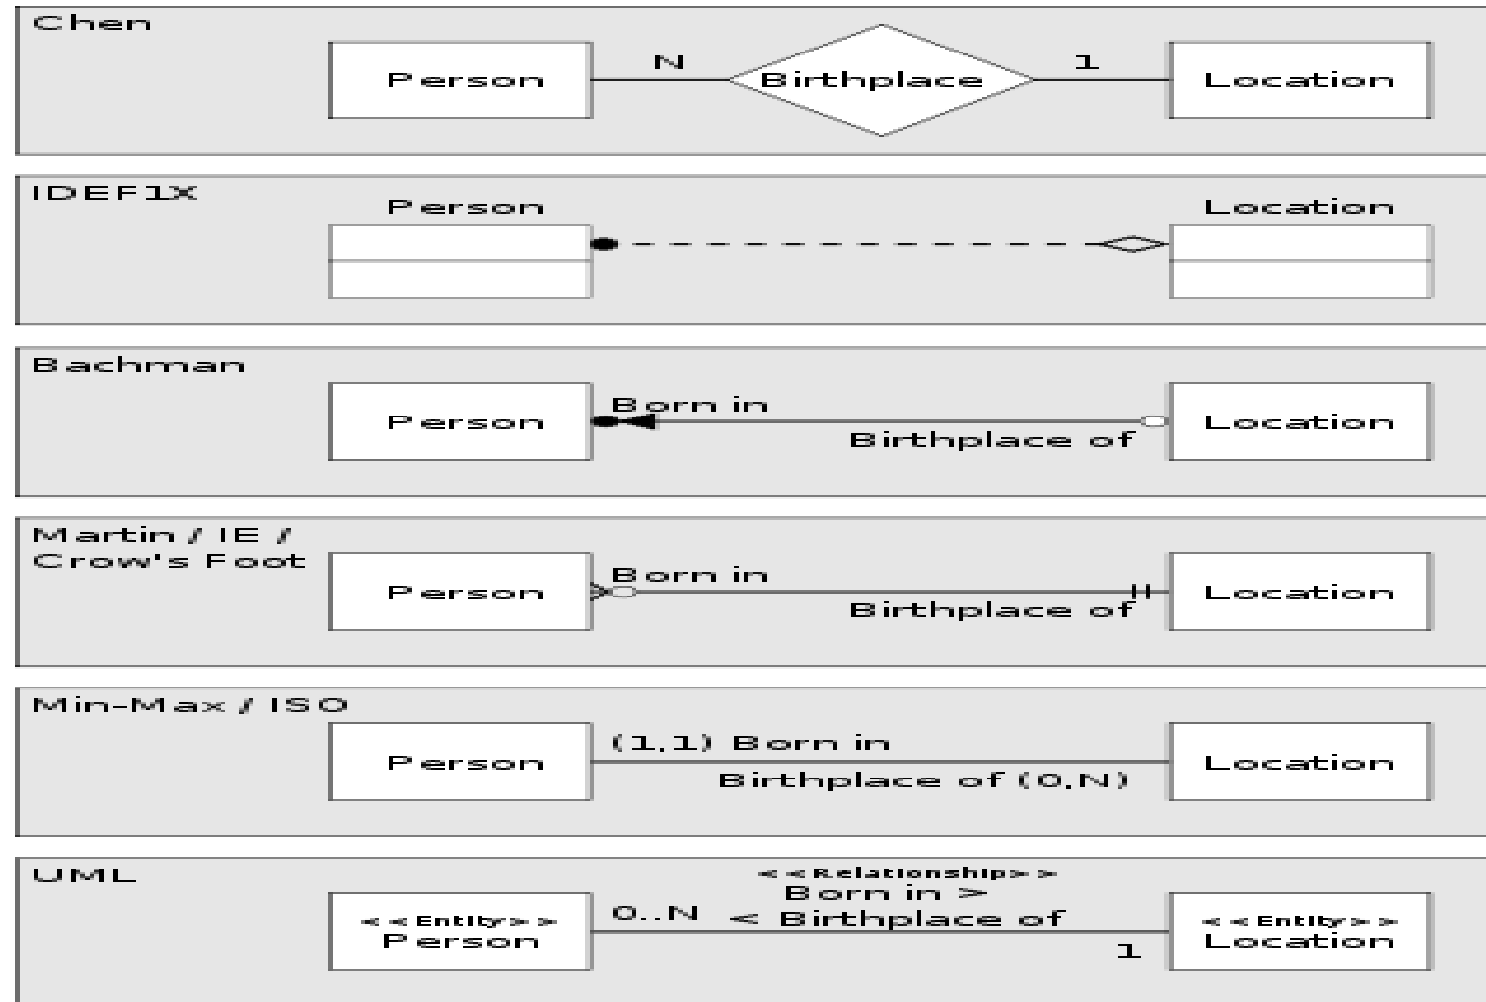 Chen
Person
N
Birthplace
1
Location
IDEF1X
Person
Location
Bachman
Person
Born in
Birthplace of
Location
Martin / IE /
Crow's Foot
Person
Born in
Birthplace of
Location
Min-Max / ISO
Person
(1,1) Born in
Birthplace of (0,N)
Location
UML
<<Entity>>
Person
0..N
<<Relationship>>
Born in >
< Birthplace of
1
<<Entity>>
Location